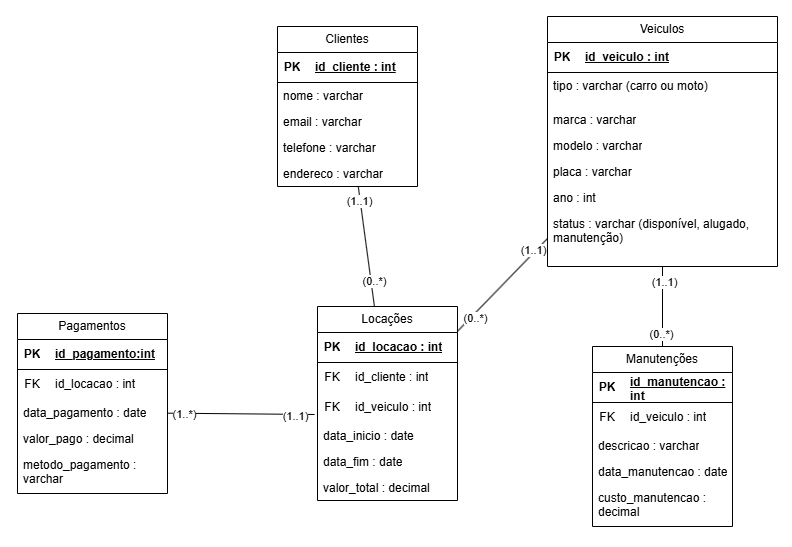 Clientes
PK id_cliente : int
nome : varchar
email : varchar
telefone : varchar
endereco : varchar
(1..1)
(0..*)
Veiculos
PK id_veiculo : int
tipo : varchar (carro ou moto)
marca : varchar
modelo : varchar
placa : varchar
ano : int
status : varchar (disponível, alugado,
manutenção)
(1..1)
(0..*)
(1..1)
(0..*)
Pagamentos
PK id_pagamento:int
FK id_locacao : int
data_pagamento : date
valor_pago : decimal
metodo_pagamento :
varchar
(1..*)
(1..1)
Locações
PK id_locacao : int
FK id_cliente : int
FK id_veiculo : int
data_inicio : date
data_fim : date
valor_total : decimal
Manutenções
PK id_manutencao :
int
FK id_veiculo : int
descricao : varchar
data_manutencao : date
custo_manutencao :
decimal